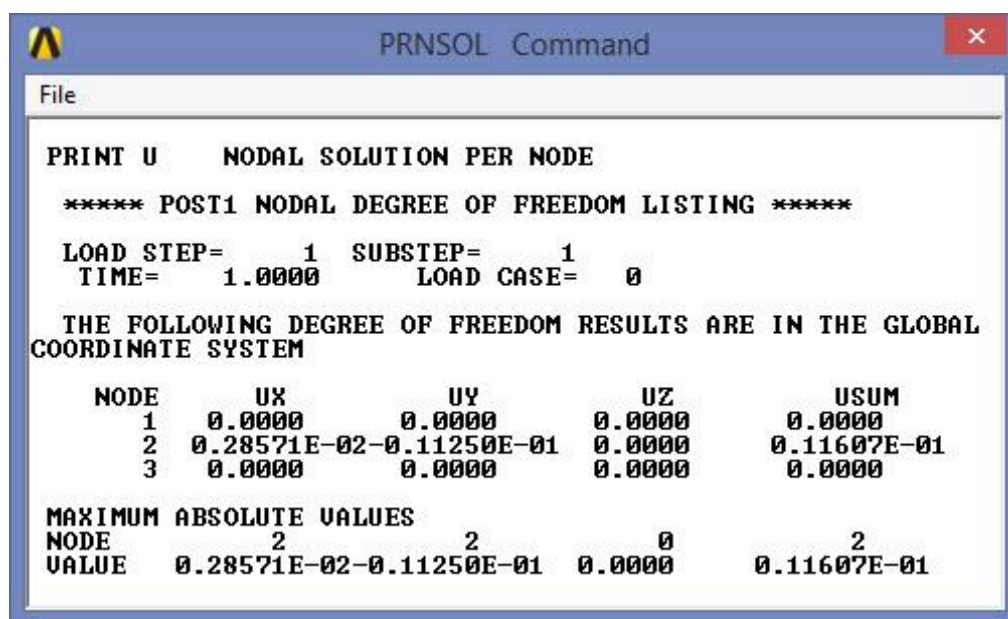 PRNSOL Command
File
PRINT U NODAL SOLUTION PER NODE
***** POST1 NODAL DEGREE OF FREEDOM LISTING *****
LOAD STEP= 1 SUBSTEP= 1
TIME= 1.0000 LOAD CASE= 0
THE FOLLOWING DEGREE OF FREEDOM RESULTS ARE IN THE GLOBAL
COORDINATE SYSTEM
NODE UX UY UZ USUM
1 0.0000 0.0000 0.0000 0.0000
2 0.28571E-02-0.11250E-01 0.0000 0.11607E-01
3 0.0000 0.0000 0.0000 0.0000
MAXIMUM ABSOLUTE VALUES
NODE 2 2 0 2
VALUE 0.28571E-02-0.11250E-01 0.0000 0.11607E-01